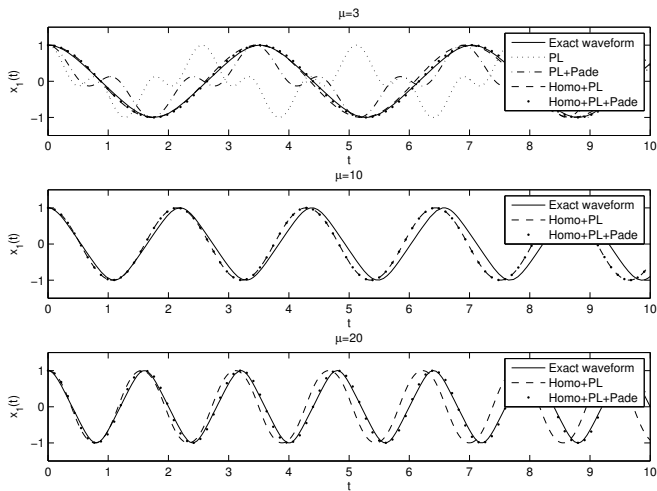 μ=3
1
0
−1
x1(t)
0 1 2 3 4 5 6 7 8 9 10
t
Exact waveform
PL
PL+Pade
Homo+PL
Homo+PL+Pade
μ=10
1
0
−1
x1(t)
0 1 2 3 4 5 6 7 8 9 10
t
Exact waveform
Homo+PL
Homo+PL+Pade
μ=20
1
0
−1
x1(t)
0 1 2 3 4 5 6 7 8 9 10
t
Exact waveform
Homo+PL
Homo+PL+Pade